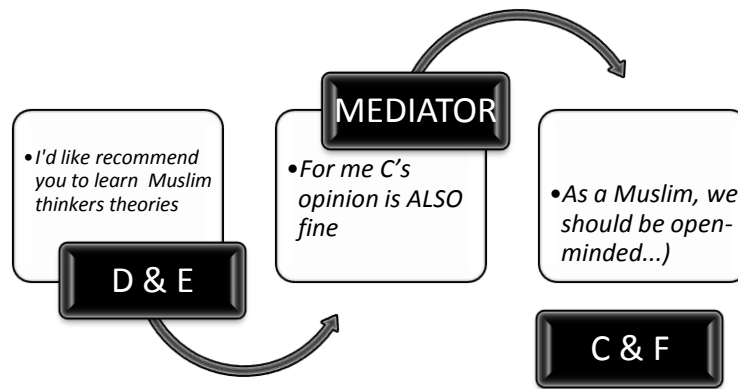 •I'd like recommend
you to learn Muslim
thinkers theories
D & E
MEDIATOR
•For me C's
opinion is ALSO
fine
•As a Muslim, we
should be open-
minded...)
C & F